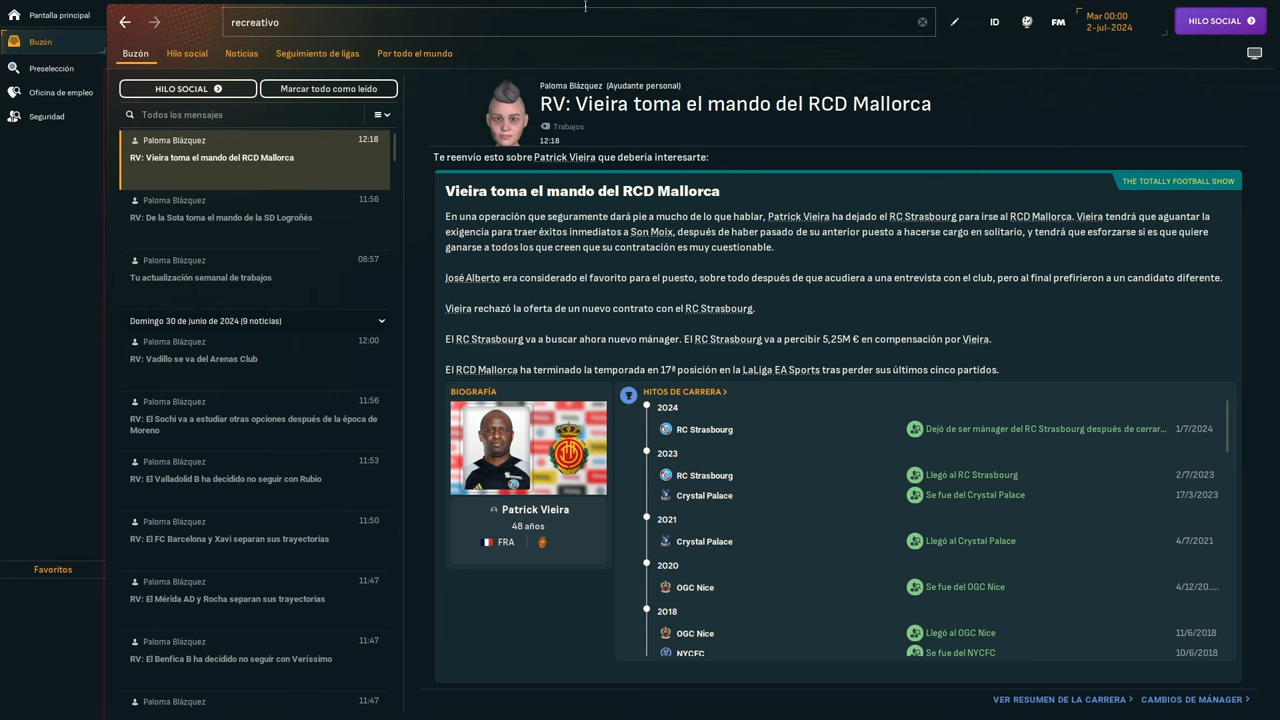 Pantalla principal
Buzón
Preselección
Oficina de empleo
Seguridad
Favoritos
recreativo
ID
FM
Mar 00:00
2-jul-2024
HILO SOCIAL
Buzón
Hilo social
Noticias
Seguimiento de ligas
Por todo el mundo
HILO SOCIAL
Marcar todo como leído
Todos los mensajes
Paloma Blázquez 12:18
RV: Vieira toma el mando del RCD Mallorca
Paloma Blázquez 11:56
RV: De la Sota toma el mando de la SD Logroñés
Paloma Blázquez 08:57
Tu actualización semanal de trabajos
Domingo 30 de junio de 2024 (9 noticias)
Paloma Blázquez 12:00
RV: Vadillo se va del Arenas Club
Paloma Blázquez 11:56
RV: El Sochi va a estudiar otras opciones después de la época de
Moreno
Paloma Blázquez 11:53
RV: El Valladolid B ha decidido no seguir con Rubio
Paloma Blázquez 11:50
RV: El FC Barcelona y Xavi separan sus trayectorias
Paloma Blázquez 11:47
RV: El Mérida AD y Rocha separan sus trayectorias
Paloma Blázquez 11:47
RV: El Benfica B ha decidido no seguir con Veríssimo
Paloma Blázquez 11:47
Paloma Blázquez (Ayudante personal)
RV: Vieira toma el mando del RCD Mallorca
Trabajos
12:18
Te reenvío esto sobre Patrick Vieira que debería interesarte:
Vieira toma el mando del RCD Mallorca
THE TOTALLY FOOTBALL SHOW
En una operación que seguramente dará pie a mucho de lo que hablar, Patrick Vieira ha dejado el RC Strasbourg para irse al RCD Mallorca. Vieira tendrá que aguantar la
exigencia para traer éxitos inmediatos a Son Moix, después de haber pasado de su anterior puesto a hacerse cargo en solitario, y tendrá que esforzarse si es que quiere
ganarse a todos los que creen que su contratación es muy cuestionable.
José Alberto era considerado el favorito para el puesto, sobre todo después de que acudiera a una entrevista con el club, pero al final prefirieron a un candidato diferente.
Vieira rechazó la oferta de un nuevo contrato con el RC Strasbourg.
El RC Strasbourg va a buscar ahora nuevo mánager. El RC Strasbourg va a percibir 5,25M € en compensación por Vieira.
El RCD Mallorca ha terminado la temporada en 17ª posición en la LaLiga EA Sports tras perder sus últimos cinco partidos.
BIOGRAFÍA
Patrick Vieira
48 años
FRA
HITOS DE CARRERA >
2024
RC Strasbourg Dejó de ser mánager del RC Strasbourg después de cerrar... 1/7/2024
2023
RC Strasbourg Llegó al RC Strasbourg 2/7/2023
Crystal Palace Se fue del Crystal Palace 17/3/2023
2021
Crystal Palace Llegó al Crystal Palace 4/7/2021
2020
OGC Nice Se fue del OGC Nice 4/12/20.....
2018
OGC Nice Llegó al OGC Nice 11/6/2018
NYCFC Se fue del NYCFC 10/6/2018
VER RESUMEN DE LA CARRERA >
CAMBIOS DE MÁNAGER >